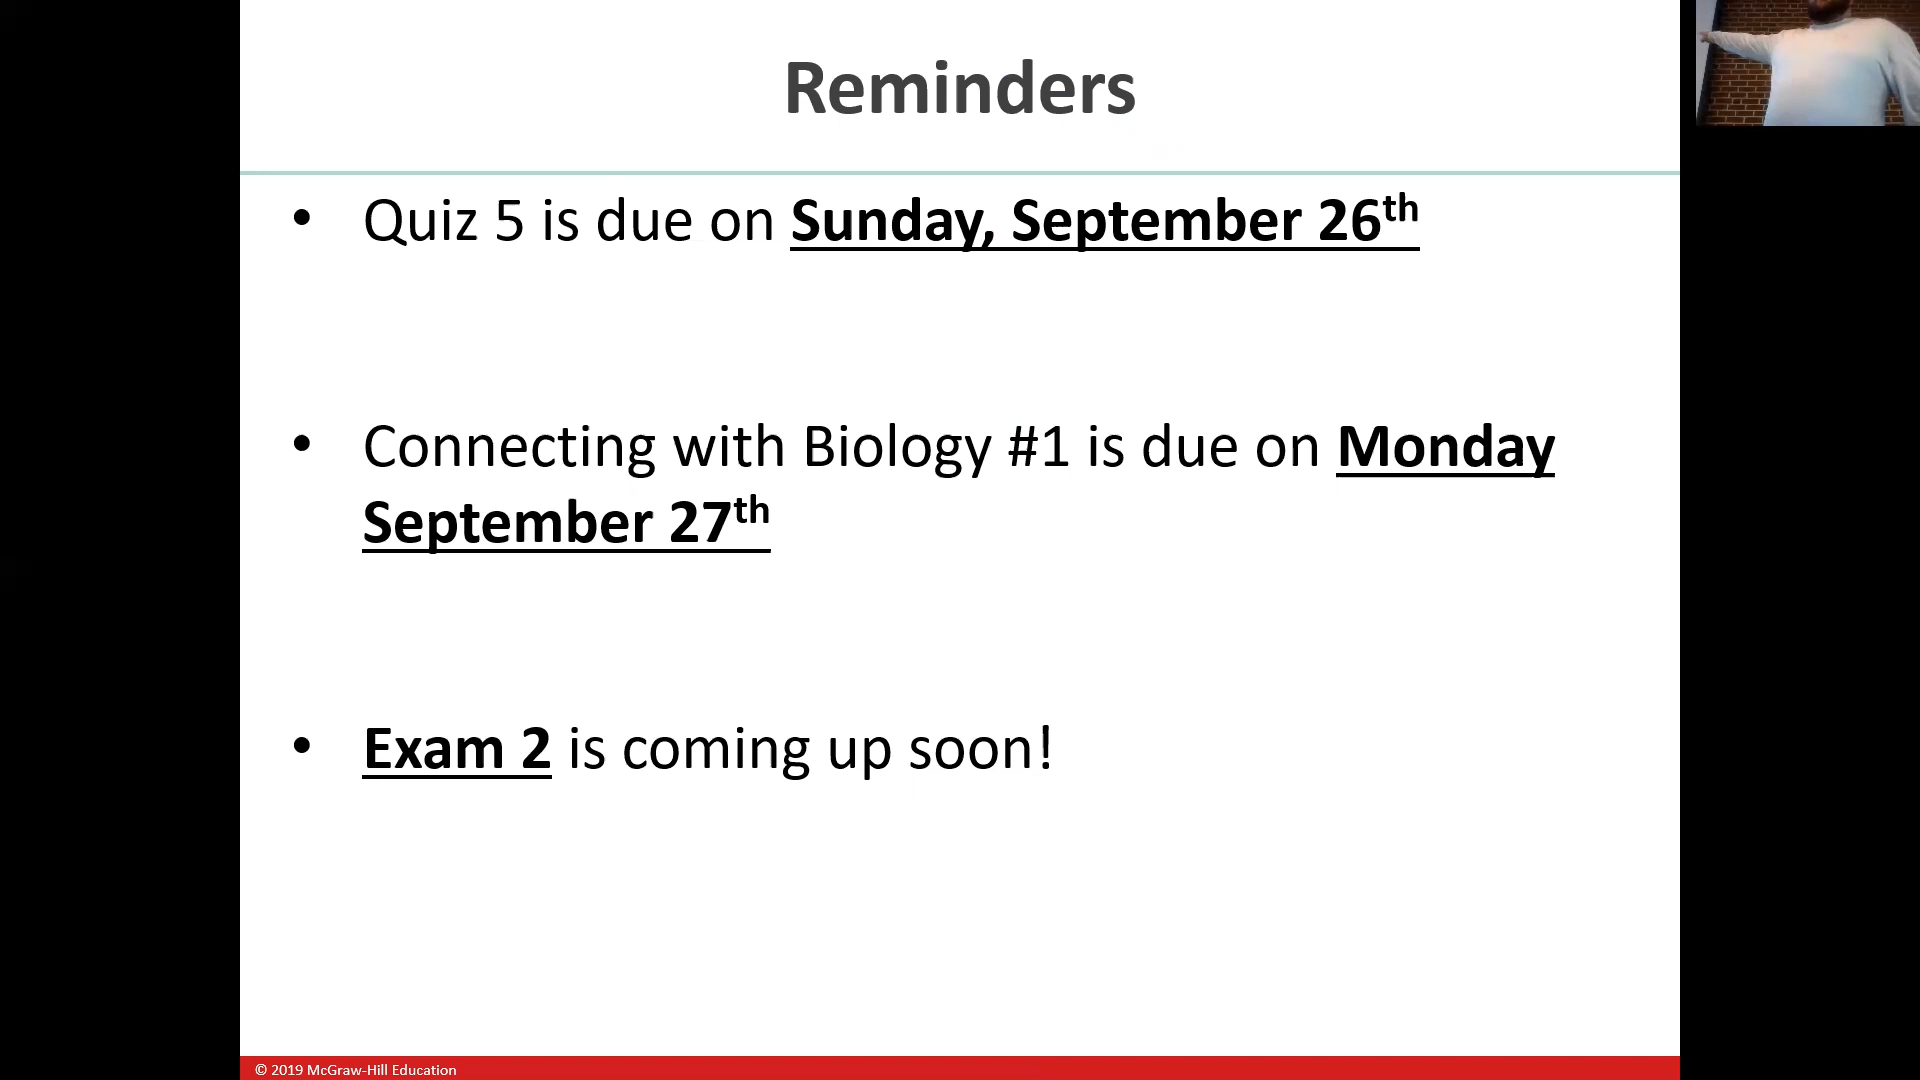 Reminders
• Quiz 5 is due on Sunday, September 26th
• Connecting with Biology #1 is due on Monday
September 27th
• Exam 2 is coming up soon!
© 2019 McGraw-Hill Education